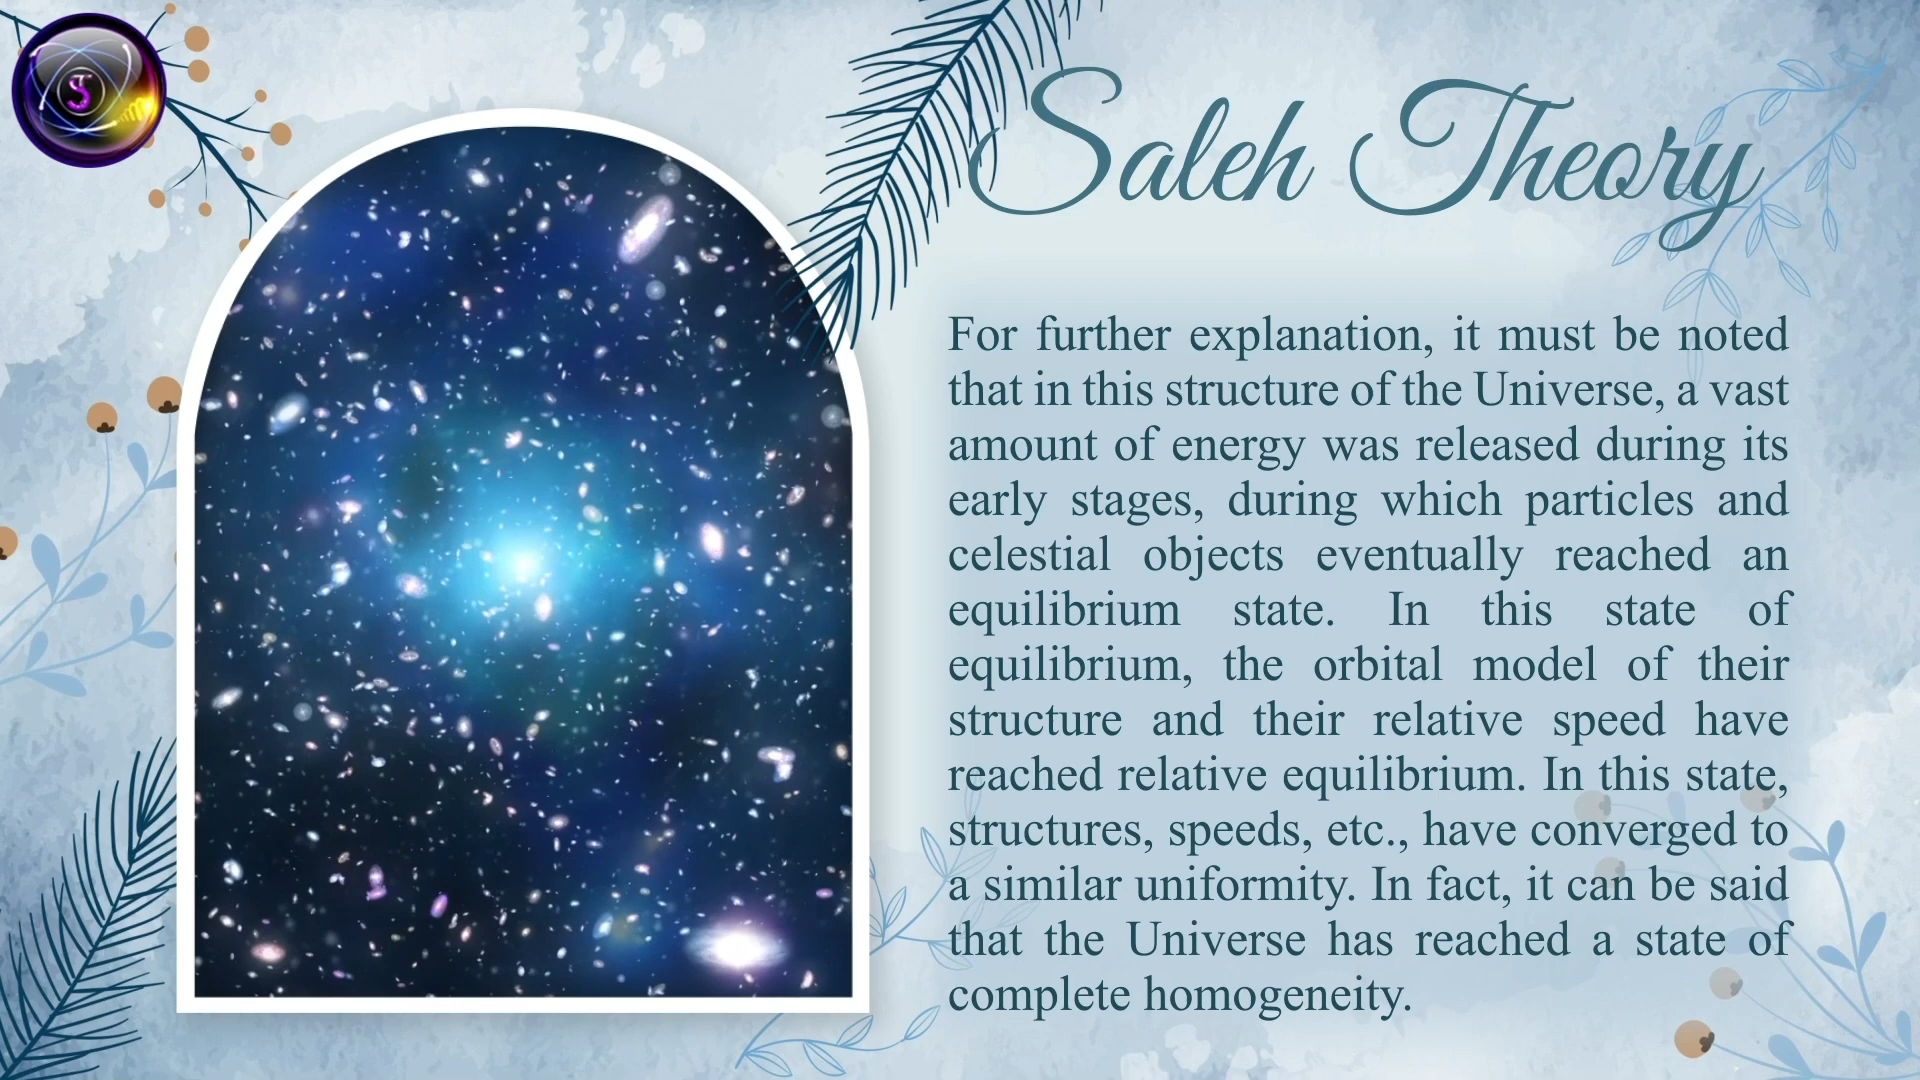 Saleh Theory
For further explanation, it must be noted
that in this structure of the Universe, a vast
amount of energy was released during its
early stages, during which particles and
celestial objects eventually reached an
equilibrium state. In this state of
equilibrium, the orbital model of their
structure and their relative speed have
reached relative equilibrium. In this state,
structures, speeds, etc., have converged to
a similar uniformity. In fact, it can be said
that the Universe has reached a state of
complete homogeneity.